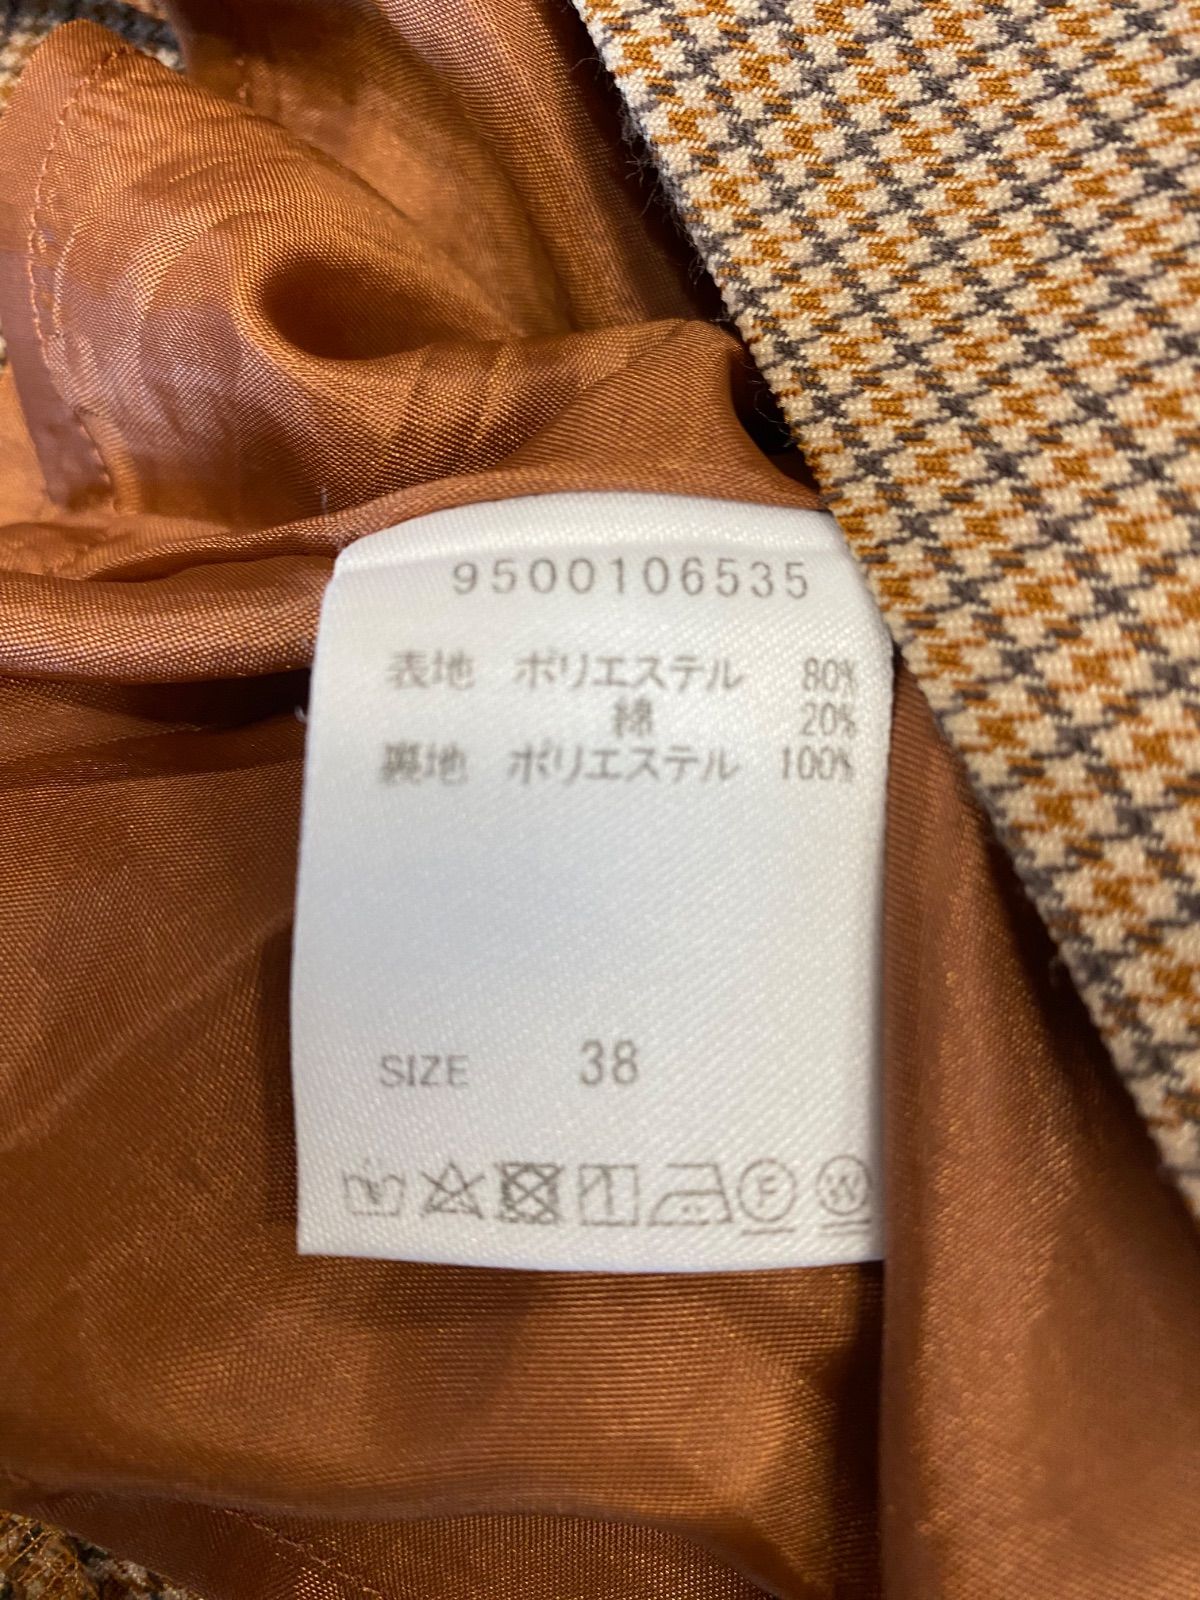 9500106535
表地 ポリエステル 80%
綿 20%
裏地 ポリエステル 100%
SIZE 38
F W